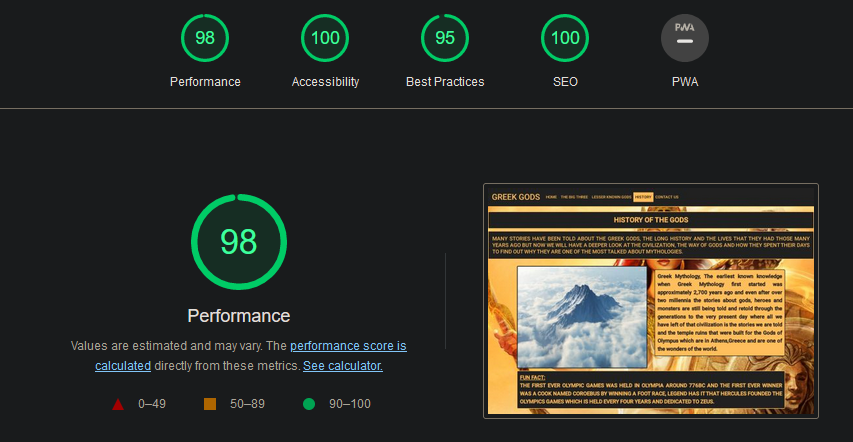 98
100
95
100
PWA
Performance
Accessibility
Best Practices
SEO
PWA
98
Performance
Values are estimated and may vary. The performance score is
calculated directly from these metrics. See calculator.
0–49
50–89
90–100
GREEK GODS
HOME
THE BIG THREE
LESSER KNOWN GODS
HISTORY
CONTACT US
HISTORY OF THE GODS
MANY STORIES HAVE BEEN TOLD ABOUT THE GREEK GODS, THE LONG HISTORY AND THE LIVES THAT THEY HAD THOSE MANY
YEARS AGO BUT NOW WE WILL HAVE A DEEPER LOOK AT THE CIVILIZATION, THE WAY OF GODS AND HOW THEY SPENT THEIR DAYS
TO FIND OUT WHY THEY ARE ONE OF THE MOST TALKED ABOUT MYTHOLOGIES.
Greek Mythology, The earliest known knowledge
when Greek Mythology first started was
approximately 2,700 years ago and even after over
two millennia the stories about gods, heroes and
monsters are still being told and retold through the
generations to the very present day where all we
have left of that civilization is the stories we are told
and the temple ruins that were built for the Gods of
Olympus which are in Athens,Greece and are one of
the wonders of the world.
FUN FACT:
THE FIRST EVER OLYMPIC GAMES WAS HELD IN OLYMPIA AROUND 776BC AND THE FIRST EVER WINNER
WAS A COOK NAMED COROEBUS BY WINNING A FOOT RACE, LEGEND HAS IT THAT HERCULES FOUNDED THE
OLYMPICS GAMES WHICH IS HELD EVERY FOUR YEARS AND DEDICATED TO ZEUS.